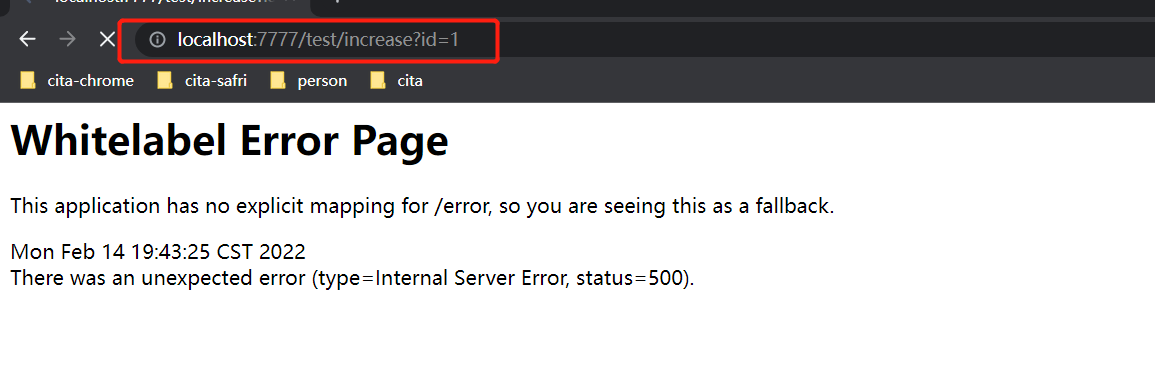 localhost:7777/test/increase?id=1
cita-chrome cita-safri person cita
Whitelabel Error Page
This application has no explicit mapping for /error, so you are seeing this as a fallback.
Mon Feb 14 19:43:25 CST 2022
There was an unexpected error (type=Internal Server Error, status=500).